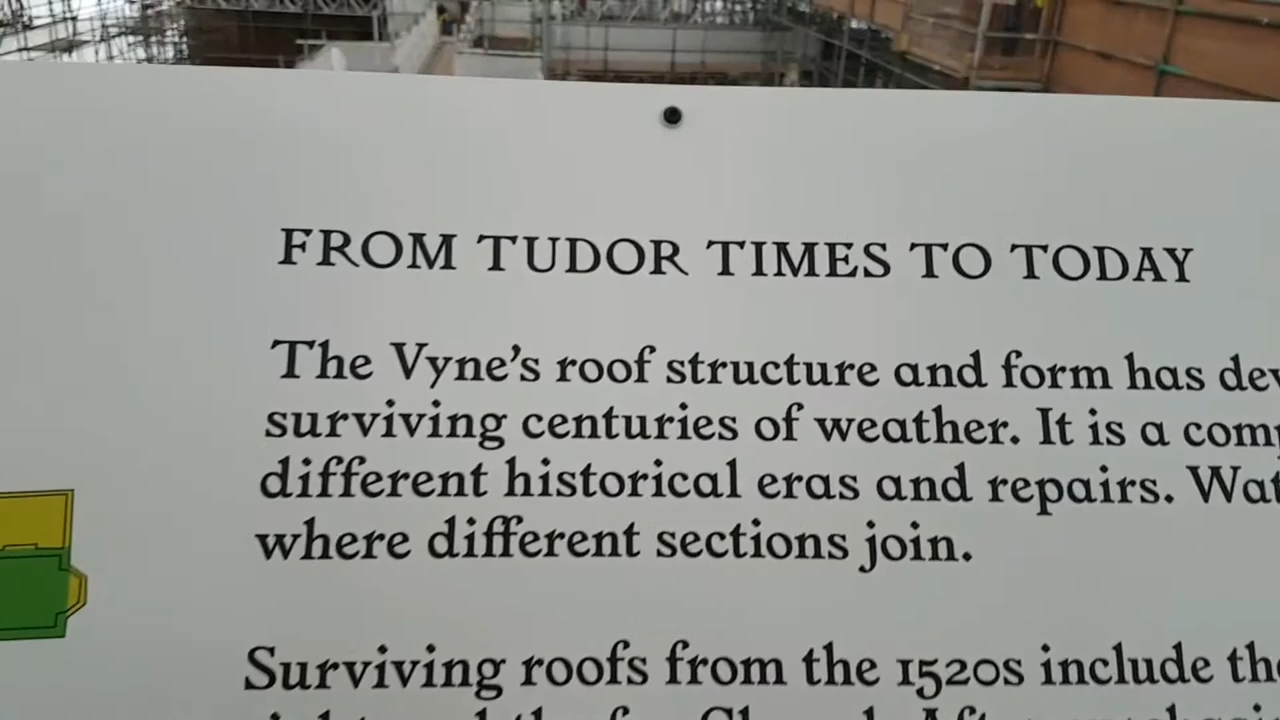 FROM TUDOR TIMES TO TODAY
The Vyne's roof structure and form has
surviving centuries of weather. It is a
different historical eras and repairs.
where different sections join.
Surviving roofs from the 1520s include